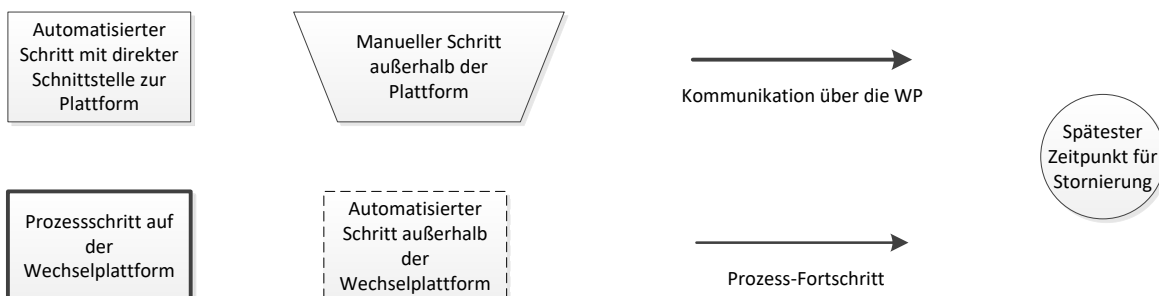 Automatisierter
Schritt mit direkter
Schnittstelle zur
Plattform
Manueller Schritt
außerhalb der
Plattform
Kommunikation über die WP
Spätester
Zeitpunkt für
Stornierung
Prozessschritt auf
der
Wechselplattform
Automatisierter
Schritt außerhalb
der
Wechselplattform
Prozess-Fortschritt